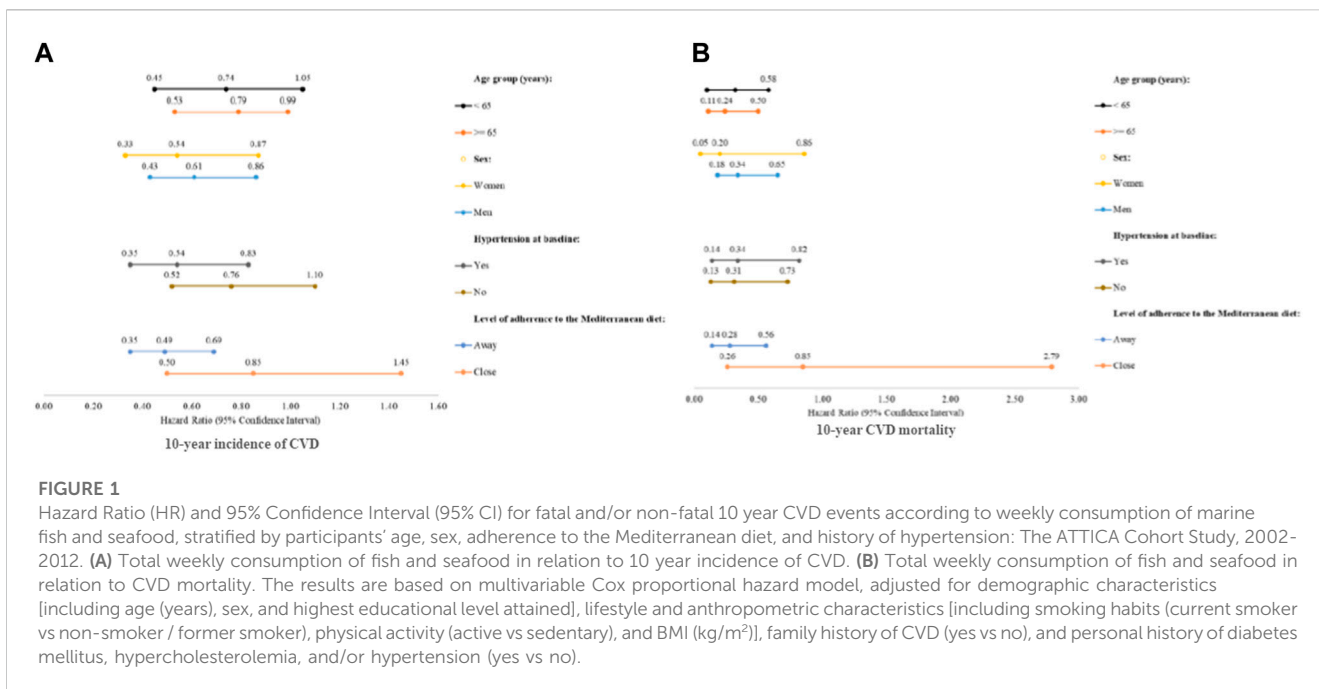 A
B
0.45 0.74 1.05
0.53 0.79 0.99
0.33 0.54 0.87
0.43 0.61 0.86
0.35 0.54 0.83
0.52 0.76 1.10
0.35 0.49 0.69
0.50 0.85 1.45
0.00 0.20 0.40 0.60 0.80 1.00 1.20 1.40 1.60
Hazard Ratio (95% Confidence Interval)
10-year incidence of CVD
Age group (years):
< 65
>= 65
Sex:
Women
Men
Hypertension at baseline:
Yes
No
Level of adherence to the Mediterranean diet:
Away
Close
0.58
0.11 0.24 0.50
0.05 0.20 0.86
0.18 0.34 0.65
0.14 0.34 0.82
0.13 0.31 0.73
0.14 0.28 0.56
0.26 0.85 2.79
0.00 0.50 1.00 1.50 2.00 2.50 3.00
Hazard Ratio (95% Confidence Interval)
10-year CVD mortality
Age group (years):
< 65
>= 65
Sex:
Women
Men
Hypertension at baseline:
Yes
No
Level of adherence to the Mediterranean diet:
Away
Close
FIGURE 1
Hazard Ratio (HR) and 95% Confidence Interval (95% CI) for fatal and/or non-fatal 10 year CVD events according to weekly consumption of marine
fish and seafood, stratified by participants' age, sex, adherence to the Mediterranean diet, and history of hypertension: The ATTICA Cohort Study, 2002-
2012. (A) Total weekly consumption of fish and seafood in relation to 10 year incidence of CVD. (B) Total weekly consumption of fish and seafood in
relation to CVD mortality. The results are based on multivariable Cox proportional hazard model, adjusted for demographic characteristics
[including age (years), sex, and highest educational level attained], lifestyle and anthropometric characteristics [including smoking habits (current smoker
vs non-smoker / former smoker), physical activity (active vs sedentary), and BMI (kg/m²)], family history of CVD (yes vs no), and personal history of diabetes
mellitus, hypercholesterolemia, and/or hypertension (yes vs no).